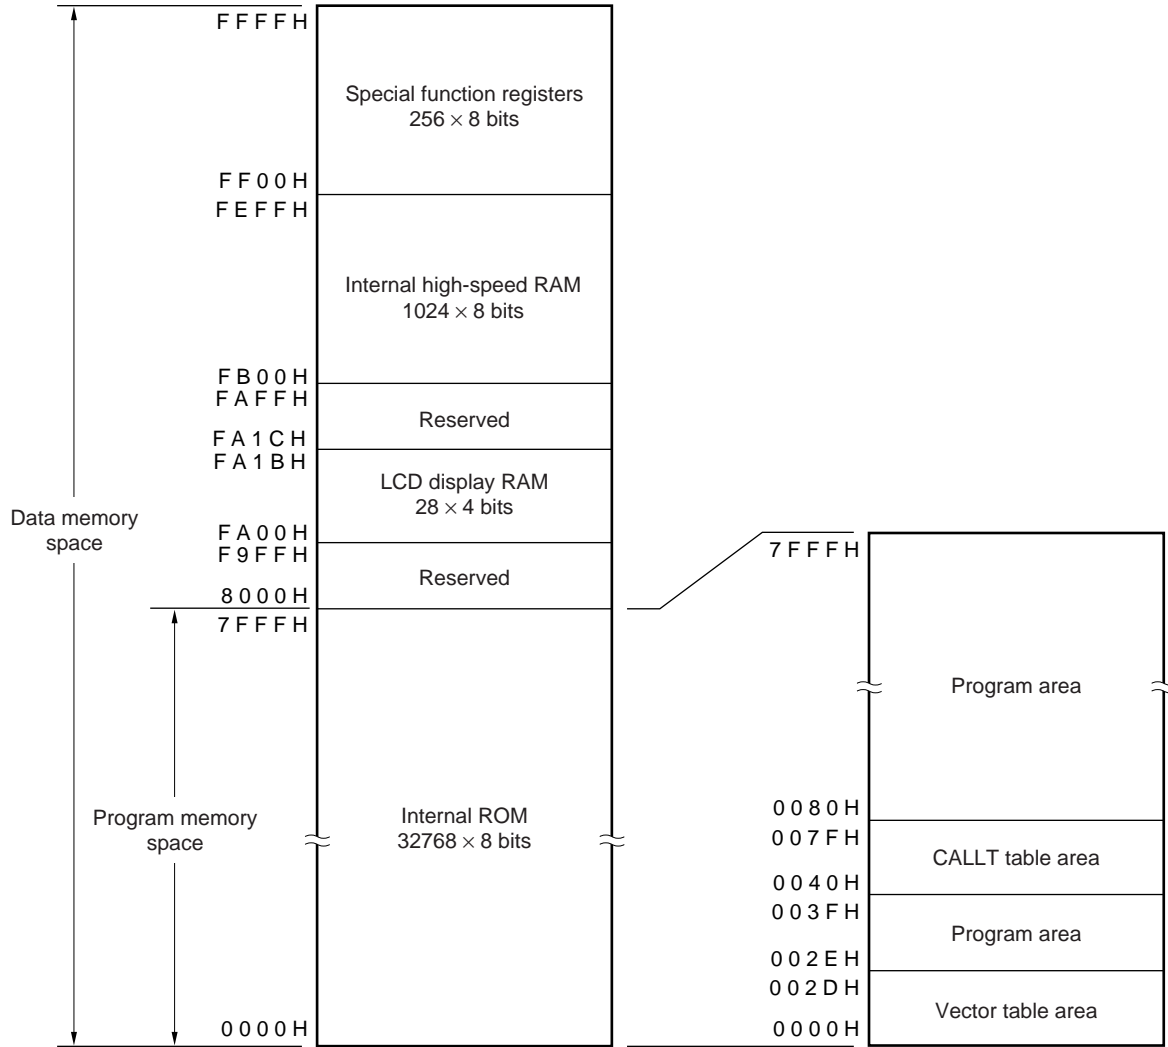 FFFFH
Special function registers
256 × 8 bits
FF00H
FEFFH
Internal high-speed RAM
1024 × 8 bits
FB00H
FAFFH
Reserved
FA1CH
FA1BH
LCD display RAM
28 × 4 bits
FA00H
F9FFH
Reserved
8000H
7FFFH
Data memory
space
Program memory
space
Internal ROM
32768 × 8 bits
0000H
7FFFH
Program area
0080H
007FH
CALLT table area
0040H
003FH
Program area
002EH
002DH
Vector table area
0000H